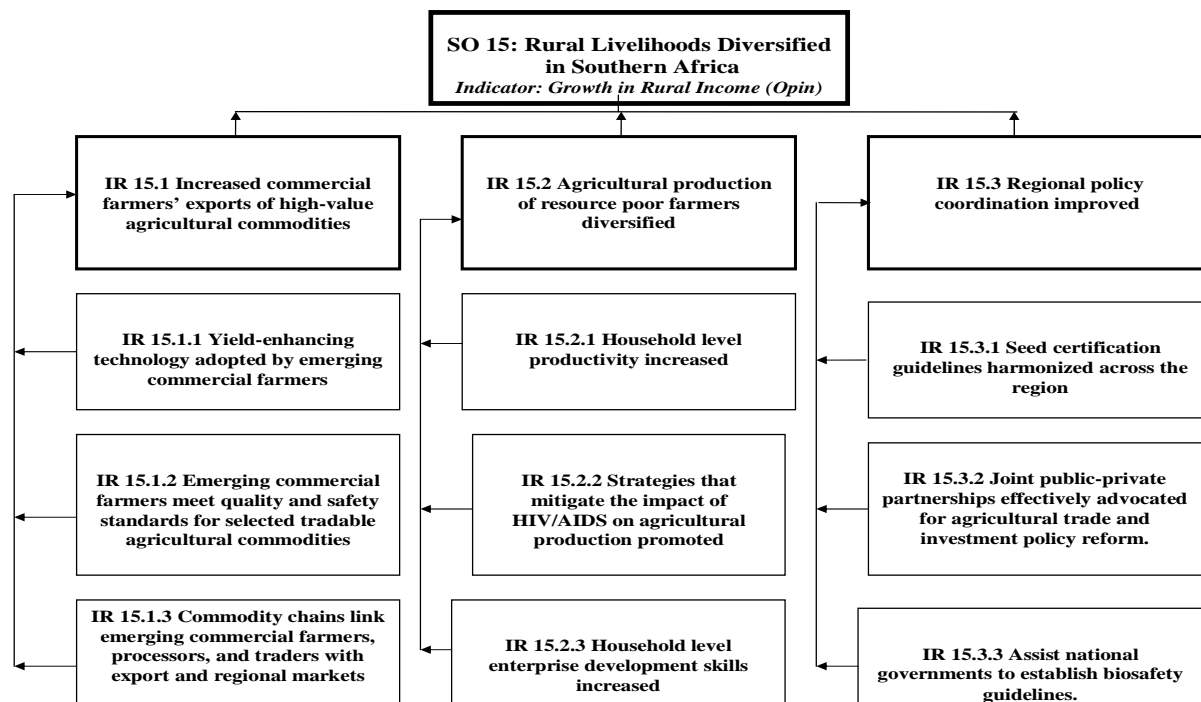 SO 15: Rural Livelihoods Diversified
in Southern Africa
Indicator: Growth in Rural Income (Opin)
IR 15.1 Increased commercial
farmers’ exports of high-value
agricultural commodities
IR 15.2 Agricultural production
of resource poor farmers
diversified
IR 15.3 Regional policy
coordination improved
IR 15.1.1 Yield-enhancing
technology adopted by emerging
commercial farmers
IR 15.2.1 Household level
productivity increased
IR 15.3.1 Seed certification
guidelines harmonized across the
region
IR 15.1.2 Emerging commercial
farmers meet quality and safety
standards for selected tradable
agricultural commodities
IR 15.2.2 Strategies that
mitigate the impact of
HIV/AIDS on agricultural
production promoted
IR 15.3.2 Joint public-private
partnerships effectively advocated
for agricultural trade and
investment policy reform.
IR 15.1.3 Commodity chains link
emerging commercial farmers,
processors, and traders with
export and regional markets
IR 15.2.3 Household level
enterprise development skills
increased
IR 15.3.3 Assist national
governments to establish biosafety
guidelines.